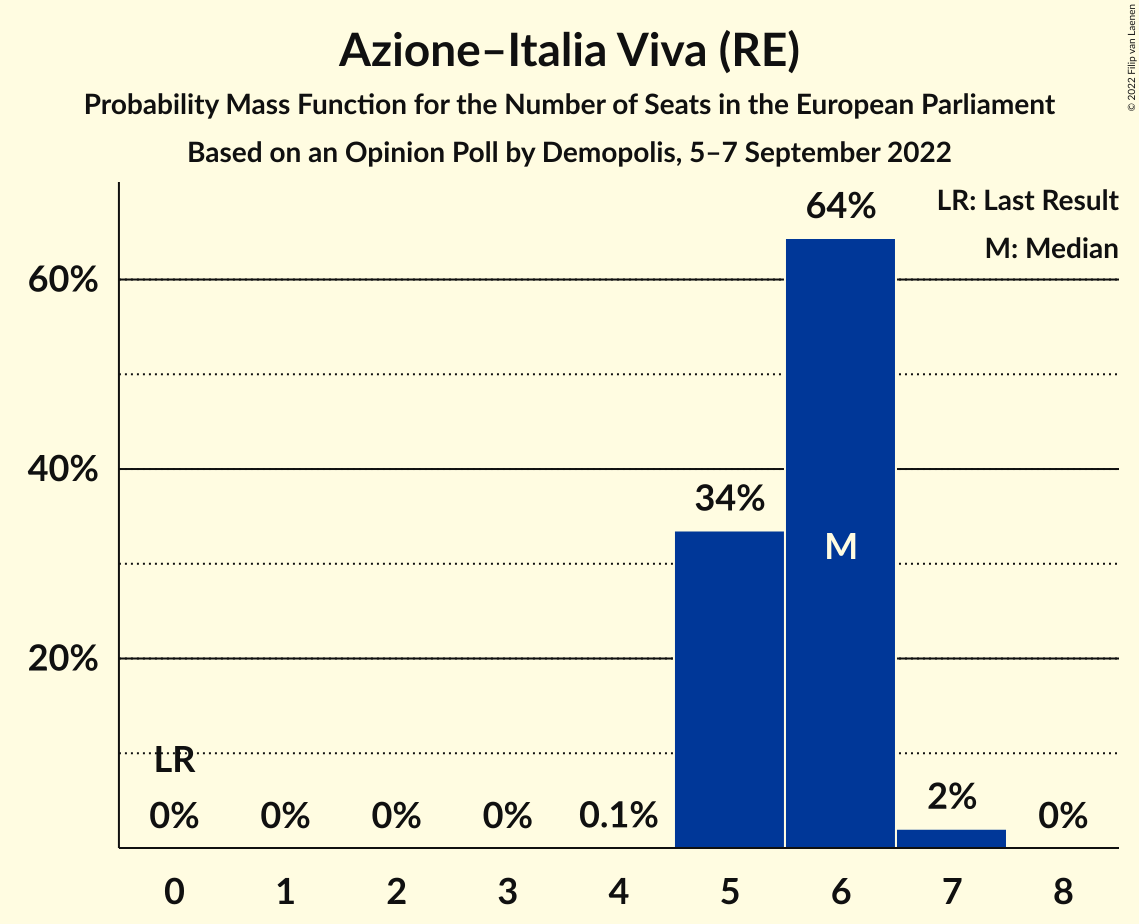 Azione–Italia Viva (RE)
Probability Mass Function for the Number of Seats in the European Parliament
Based on an Opinion Poll by Demopolis, 5–7 September 2022
© 2022 Filip van Laenen
LR: Last Result
M: Median
60%
40%
20%
64%
34%
M
LR
0%
0%
0%
0%
0.1%
2%
0%
0
1
2
3
4
5
6
7
8